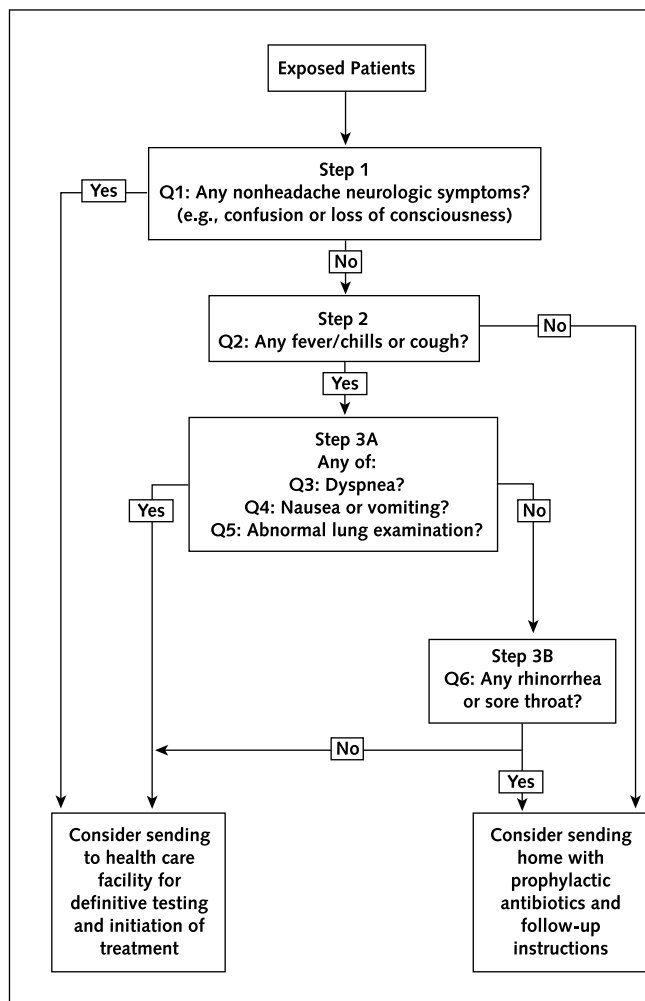 Exposed Patients
Step 1
Q1: Any nonheadache neurologic symptoms?
(e.g., confusion or loss of consciousness)
Yes
No
Step 2
Q2: Any fever/chills or cough?
No
Yes
Step 3A
Any of:
Q3: Dyspnea?
Q4: Nausea or vomiting?
Q5: Abnormal lung examination?
Yes
No
Step 3B
Q6: Any rhinorrhea
or sore throat?
No
Yes
Consider sending
to health care
facility for
definitive testing
and initiation of
treatment
Consider sending
home with
prophylactic
antibiotics and
follow-up
instructions